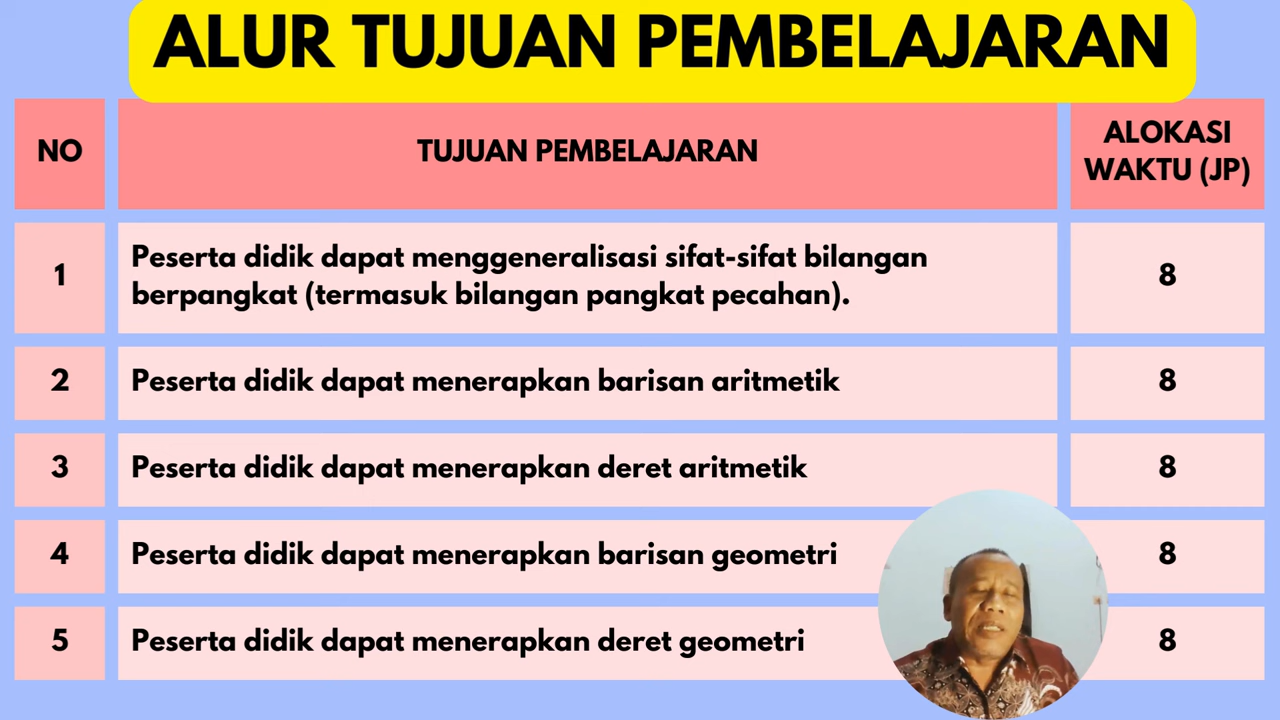 ALUR TUJUAN PEMBELAJARAN
NO
TUJUAN PEMBELAJARAN
ALOKASI
WAKTU (JP)
1
Peserta didik dapat menggeneralisasi sifat-sifat bilangan
berpangkat (termasuk bilangan pangkat pecahan).
8
2
Peserta didik dapat menerapkan barisan aritmetik
8
3
Peserta didik dapat menerapkan deret aritmetik
8
4
Peserta didik dapat menerapkan barisan geometri
8
5
Peserta didik dapat menerapkan deret geometri
8